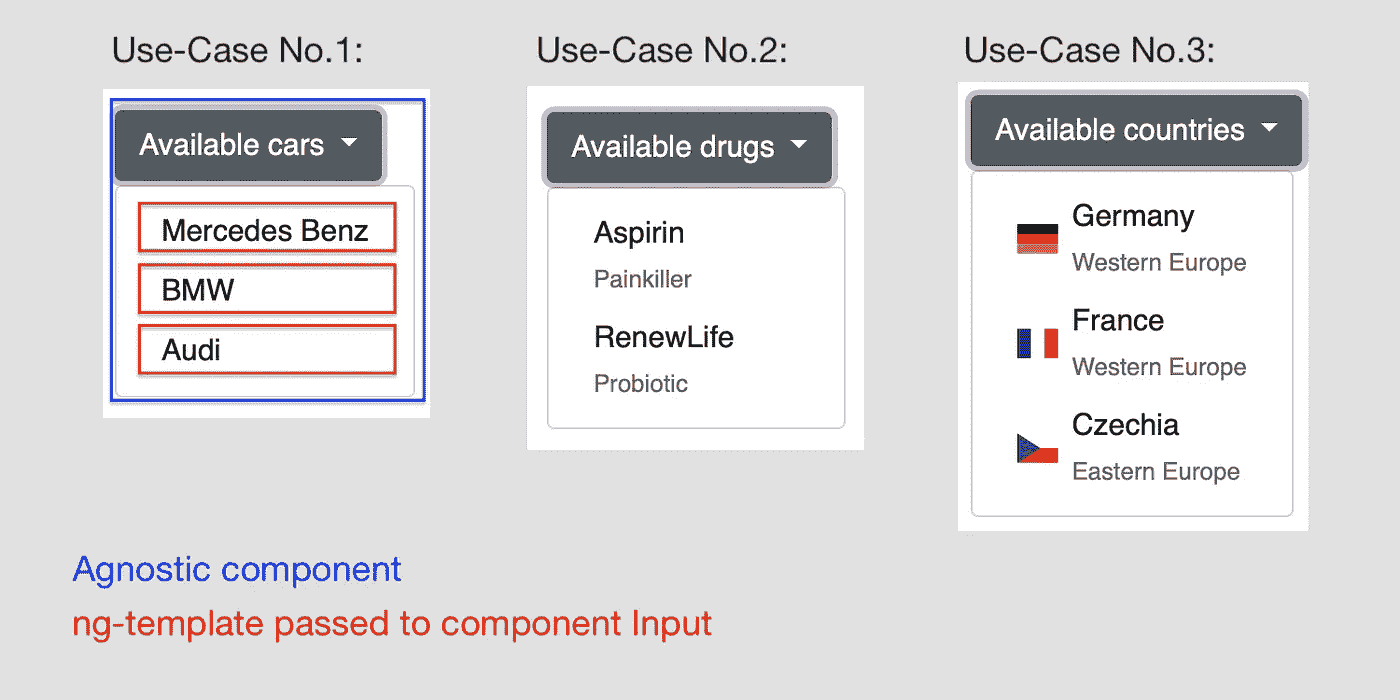 Use-Case No.1:
Available cars
Mercedes Benz
BMW
Audi
Use-Case No.2:
Available drugs
Aspirin
Painkiller
RenewLife
Probiotic
Use-Case No.3:
Available countries
Germany
Western Europe
France
Western Europe
Czechia
Eastern Europe
Agnostic component
ng-template passed to component Input